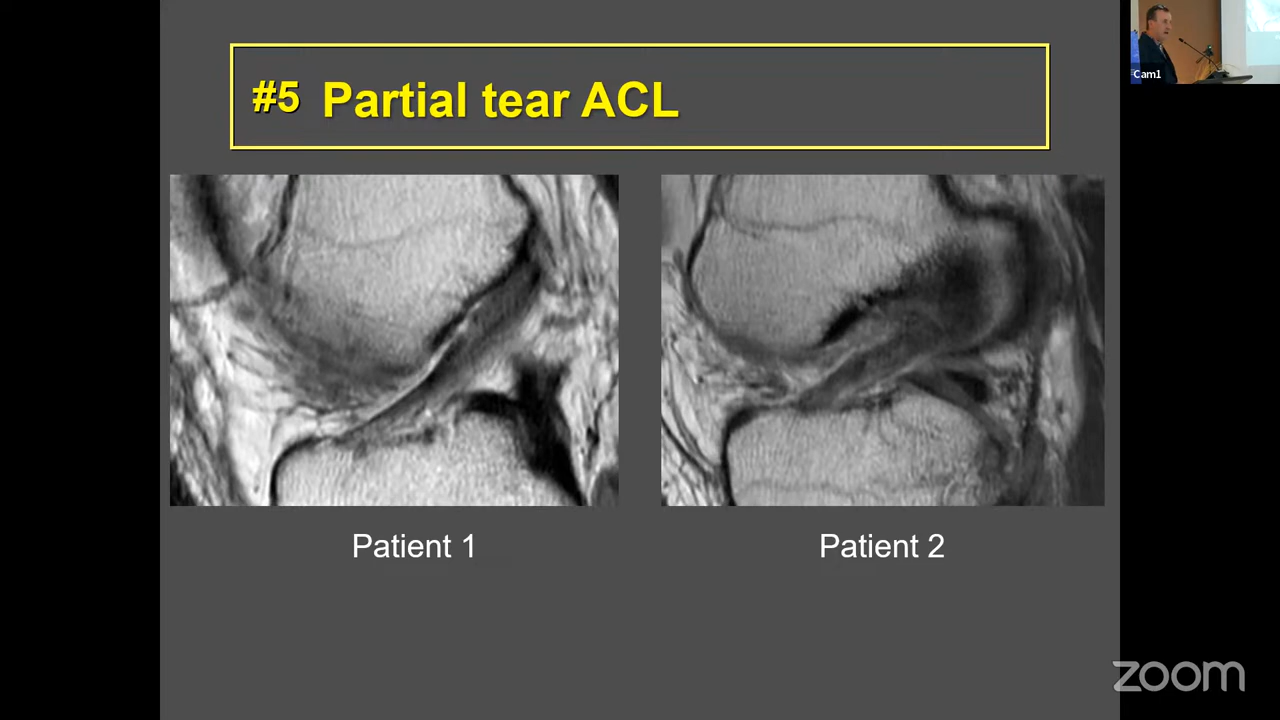 #5 Partial tear ACL
Cam1
Patient 1
Patient 2
zoom